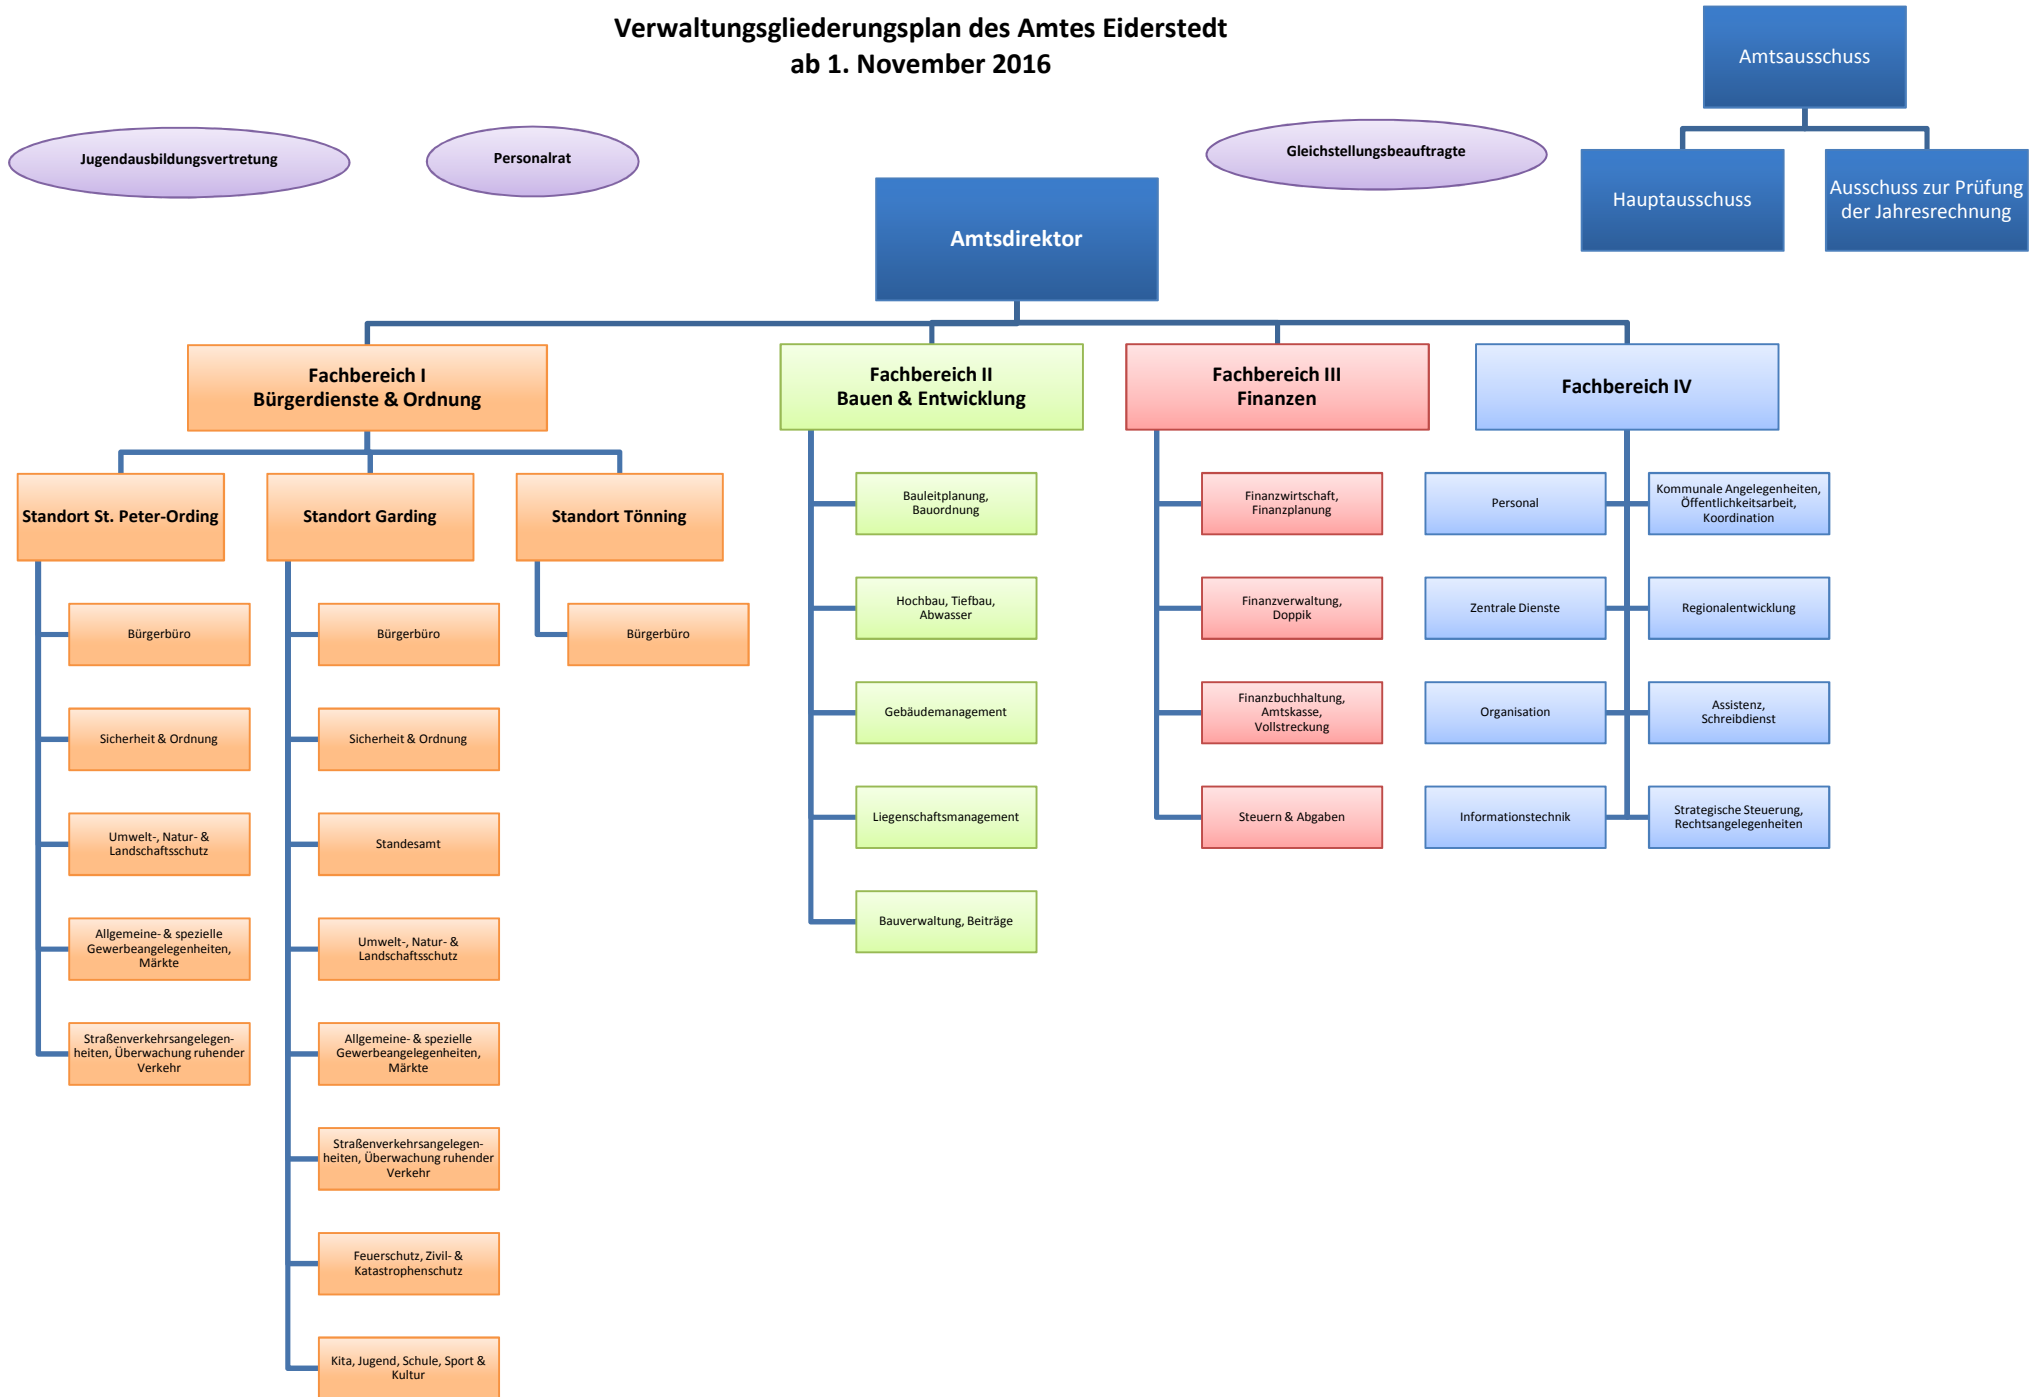 Verwaltungsgliederungsplan des Amtes Eiderstedt
ab 1. November 2016
Amtsausschuss
Hauptausschuss
Ausschuss zur Prüfung
der Jahresrechnung
Jugendausbildungsvertretung
Personalrat
Gleichstellungsbeauftragte
Amtsdirektor
Fachbereich I
Bürgerdienste & Ordnung
Fachbereich II
Bauen & Entwicklung
Fachbereich III
Finanzen
Fachbereich IV
Standort St. Peter-Ording
Bürgerbüro
Sicherheit & Ordnung
Umwelt-, Natur- &
Landschaftsschutz
Allgemeine- & spezielle
Gewerbeangelegenheiten,
Märkte
Straßenverkehrsangelegen-
heiten, Überwachung ruhender
Verkehr
Standort Garding
Bürgerbüro
Sicherheit & Ordnung
Standesamt
Umwelt-, Natur- &
Landschaftsschutz
Allgemeine- & spezielle
Gewerbeangelegenheiten,
Märkte
Straßenverkehrsangelegen-
heiten, Überwachung ruhender
Verkehr
Feuerschutz, Zivil- &
Katastrophenschutz
Kita, Jugend, Schule, Sport &
Kultur
Standort Tönning
Bürgerbüro
Bauleitplanung,
Bauordnung
Hochbau, Tiefbau,
Abwasser
Gebäudemanagement
Liegenschaftsmanagement
Bauverwaltung, Beiträge
Finanzwirtschaft,
Finanzplanung
Finanzverwaltung,
Doppik
Finanzbuchhaltung,
Amtskasse,
Vollstreckung
Steuern & Abgaben
Personal
Kommunale Angelegenheiten,
Öffentlichkeitsarbeit,
Koordination
Zentrale Dienste
Regionalentwicklung
Organisation
Assistenz,
Schreibdienst
Informationstechnik
Strategische Steuerung,
Rechtsangelegenheiten